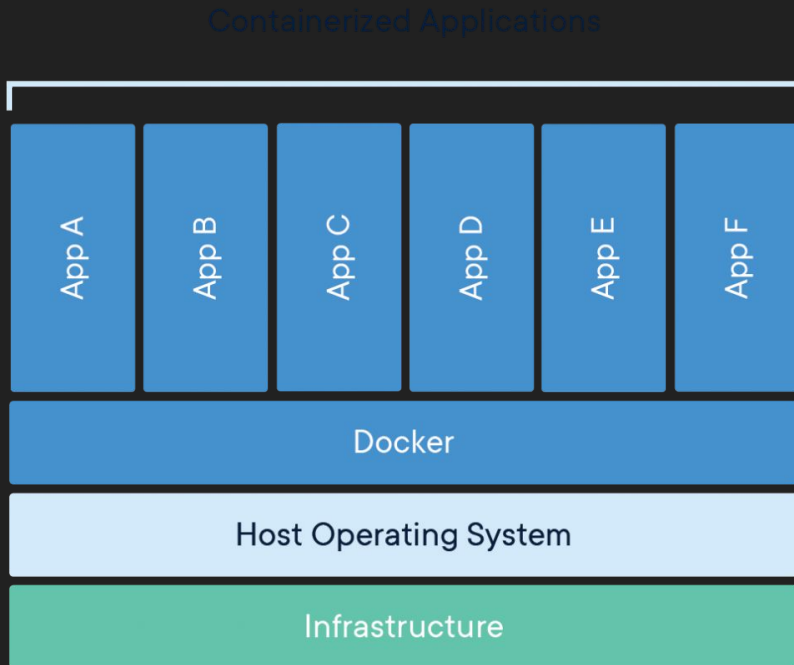 Containerized Applications
App A
App B
App C
App D
App E
App F
Docker
Host Operating System
Infrastructure